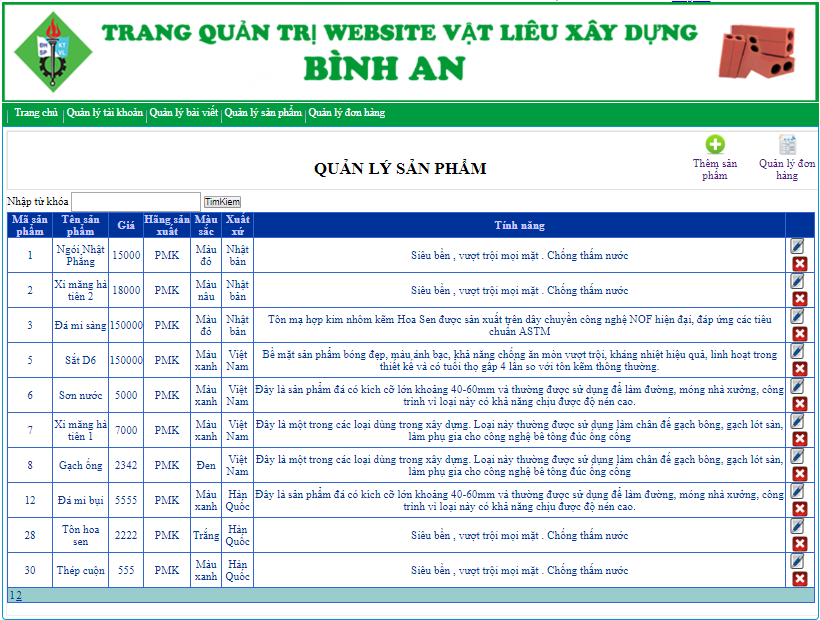 TRANG QUẢN TRỊ WEBSITE VẬT LIÊU XÂY DỰNG
BÌNH AN
ĐH KT
SP VL
Trang chủ Quản lý tài khoản Quản lý bài viết Quản lý sản phẩm Quản lý đơn hàng
QUẢN LÝ SẢN PHẨM
Thêm sản phẩm
Quản lý đơn hàng
Nhập từ khóa TimKiem
Mã sản phẩm Tên sản phẩm Giá Hãng sản xuất Màu sắc Xuất xứ Tính năng
1 Ngói Nhật Phẳng 15000 PMK Màu đỏ Nhật bản Siêu bền , vượt trội mọi mặt . Chống thấm nước
2 Xi măng hà tiên 2 18000 PMK Màu nâu Nhật bản Siêu bền , vượt trội mọi mặt . Chống thấm nước
3 Đá mi sàng 150000 PMK Màu đỏ Nhật bản Tôn mạ hợp kim nhôm kẽm Hoa Sen được sản xuất trên dây chuyền công nghệ NOF hiện đại, đáp ứng các tiêu chuẩn ASTM
5 Sắt D6 150000 PMK Màu xanh Việt Nam Bề mặt sản phẩm bóng đẹp, màu ánh bạc, khả năng chống ăn mòn vượt trội, kháng nhiệt hiệu quả, linh hoạt trong thiết kế và có tuổi thọ gấp 4 lần so với tôn kẽm thông thường.
6 Sơn nước 5000 PMK Màu xanh Việt Nam Đây là sản phẩm đá có kích cỡ lớn khoảng 40-60mm và thường được sử dụng để làm đường, móng nhà xưởng, công trình vì loại này có khả năng chịu được độ nén cao.
7 Xi măng hà tiên 1 7000 PMK Màu xanh Việt Nam Đây là một trong các loại dùng trong xây dựng. Loại này thường được sử dụng làm chân đế gạch bông, gạch lót sàn, làm phụ gia cho công nghệ bê tông đúc ống cống
8 Gạch ống 2342 PMK Đen Việt Nam Đây là một trong các loại dùng trong xây dựng. Loại này thường được sử dụng làm chân đế gạch bông, gạch lót sàn, làm phụ gia cho công nghệ bê tông đúc ống cống
12 Đá mi bụi 5555 PMK Màu xanh Hàn Quốc Đây là sản phẩm đá có kích cỡ lớn khoảng 40-60mm và thường được sử dụng để làm đường, móng nhà xưởng, công trình vì loại này có khả năng chịu được độ nén cao.
28 Tôn hoa sen 2222 PMK Trắng Hàn Quốc Siêu bền , vượt trội mọi mặt . Chống thấm nước
30 Thép cuộn 555 PMK Màu xanh Hàn Quốc Siêu bền , vượt trội mọi mặt . Chống thấm nước
12